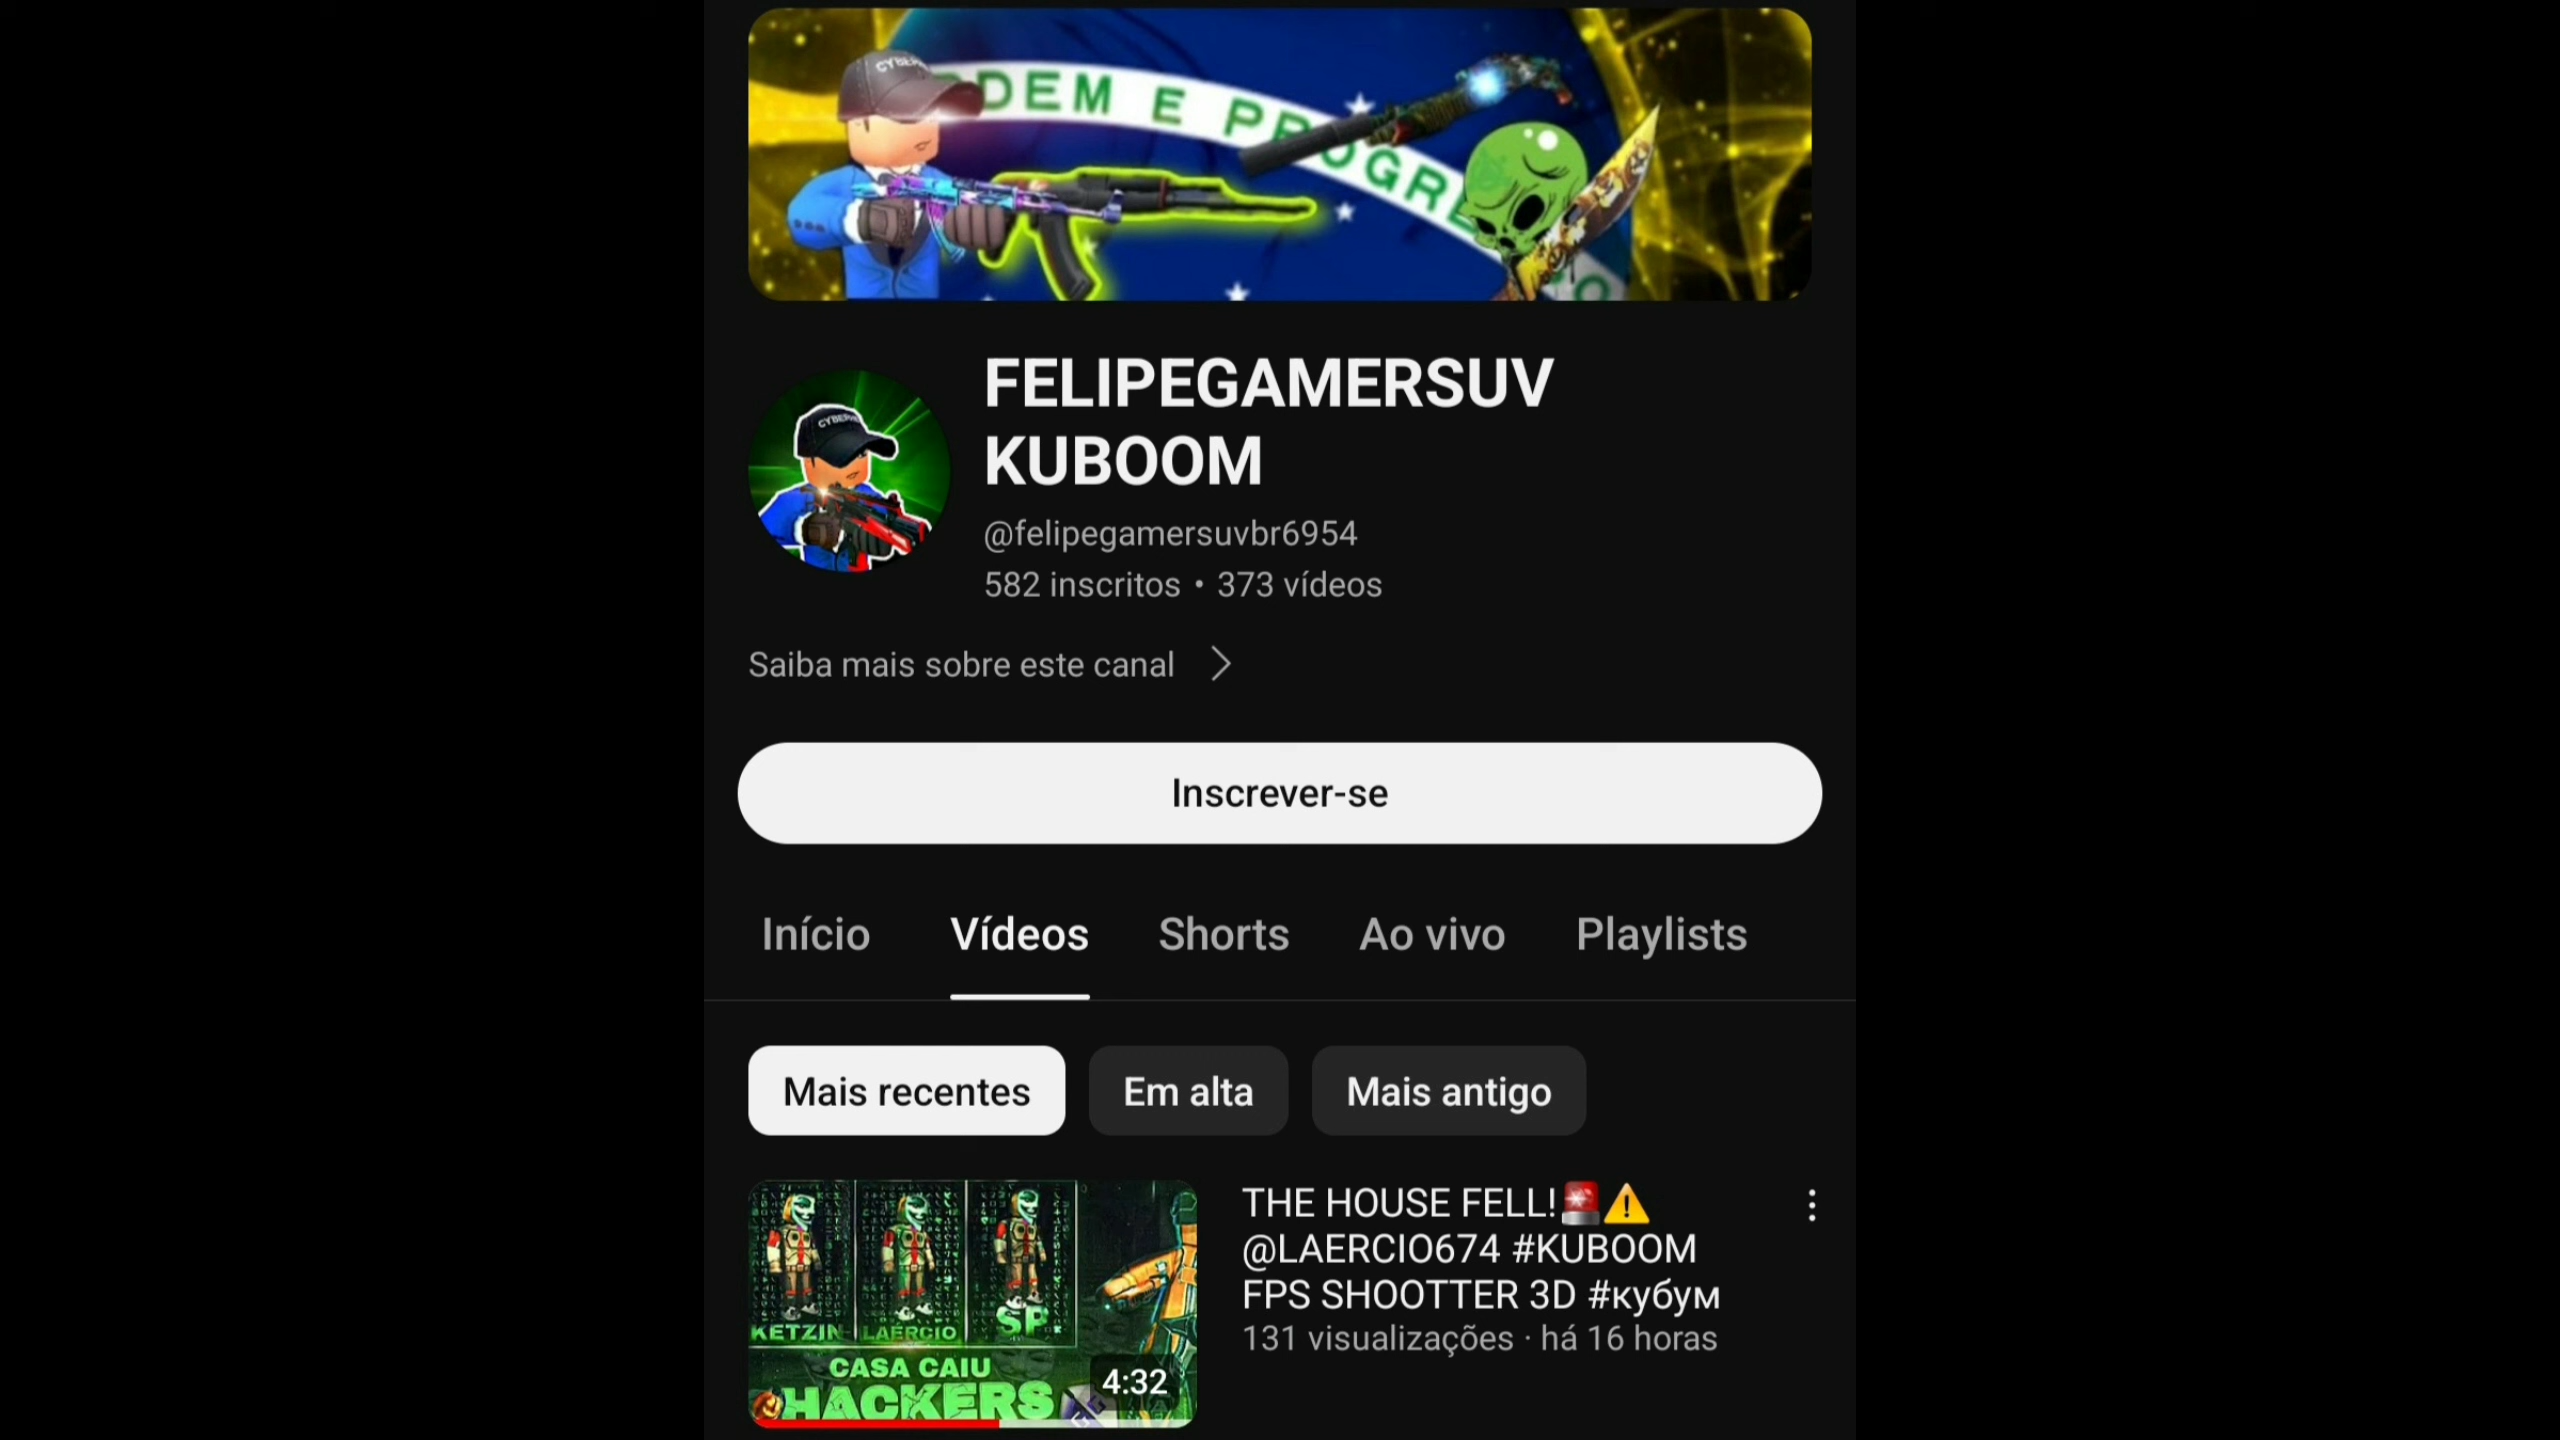 DEM E PROGRE
FELIPEGAMERSUV
KUBOOM
@felipegamersuvbr6954
582 inscritos • 373 vídeos
Saiba mais sobre este canal
Inscrever-se
Início Vídeos Shorts Ao vivo Playlists
Mais recentes Em alta Mais antigo
THE HOUSE FELL!🚨⚠️
@LAERCIO674 #KUBOOM
FPS SHOOTTER 3D #кубум
131 visualizações · há 16 horas
KETZIN LAERCIO SP
CASA CAIU
HACKERS
4:32